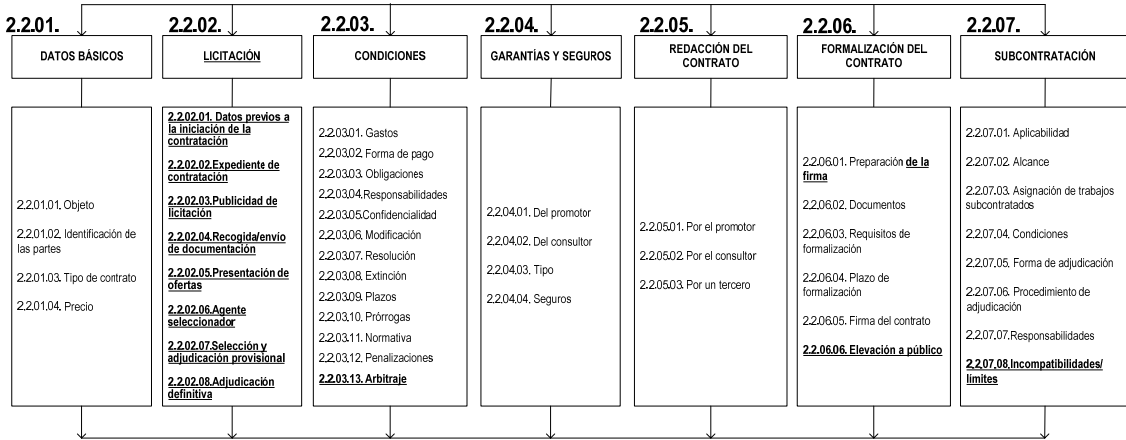 2.2.01.
DATOS BÁSICOS
2.2.01.01. Objeto
2.2.01.02. Identificación de
las partes
2.2.01.03. Tipo de contrato
2.2.01.04. Precio
2.2.02.
LICITACIÓN
2.2.02.01. Datos previos a
la iniciación de la
contratación
2.2.02.02.Expediente de
contratación
2.2.02.03.Publicidad de
licitación
2.2.02.04.Recogida/envío
de documentación
2.2.02.05.Presentación de
ofertas
2.2.02.06.Agente
seleccionador
2.2.02.07.Selección y
adjudicación provisional
2.2.02.08.Adjudicación
definitiva
2.2.03.
CONDICIONES
2.2.03.01. Gastos
2.2.03.02. Forma de pago
2.2.03.03. Obligaciones
2.2.03.04.Responsabilidades
2.2.03.05.Confidencialidad
2.2.03.06. Modificación
2.2.03.07. Resolución
2.2.03.08. Extinción
2.2.03.09. Plazos
2.2.03.10. Prórrogas
2.2.03.11. Normativa
2.2.03.12. Penalizaciones
2.2.03.13. Arbitraje
2.2.04.
GARANTÍAS Y SEGUROS
2.2.04.01. Del promotor
2.2.04.02. Del consultor
2.2.04.03. Tipo
2.2.04.04. Seguros
2.2.05.
REDACCIÓN DEL
CONTRATO
2.2.05.01. Por el promotor
2.2.05.02. Por el consultor
2.2.05.03. Por un tercero
2.2.06.
FORMALIZACIÓN DEL
CONTRATO
2.2.06.01. Preparación de la
firma
2.2.06.02. Documentos
2.2.06.03. Requisitos de
formalización
2.2.06.04. Plazo de
formalización
2.2.06.05. Firma del contrato
2.2.06.06. Elevación a público
2.2.07.
SUBCONTRATACIÓN
2.2.07.01. Aplicabilidad
2.2.07.02. Alcance
2.2.07.03. Asignación de trabajos
subcontratados
2.2.07.04. Condiciones
2.2.07.05. Forma de adjudicación
2.2.07.06. Procedimiento de
adjudicación
2.2.07.07.Responsabilidades
2.2.07.08.Incompatibilidades/
límites